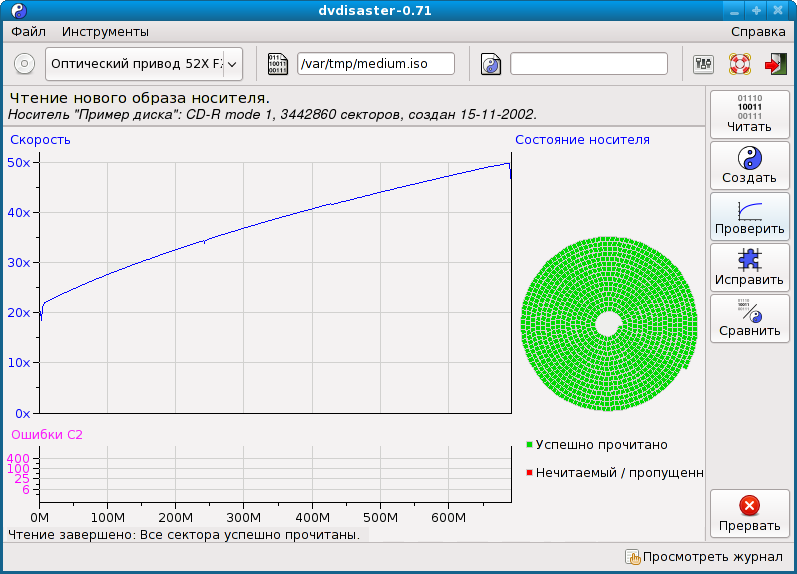 dvdisaster-0.71
Файл Инструменты Справка
Оптический привод 52X F /var/tmp/medium.iso
Чтение нового образа носителя.
Носитель "Пример диска": CD-R mode 1, 3442860 секторов, создан 15-11-2002.
Скорость
50x
40x
30x
20x
10x
0x
Состояние носителя
Успешно прочитано
Нечитаемый / пропущенн
Ошибки C2
400
100
25
6
0M 100M 200M 300M 400M 500M 600M
Чтение завершено: Все сектора успешно прочитаны.
01110
10011
00111
Читать
Создать
Проверить
Исправить
Сравнить
Прервать
Просмотреть журнал